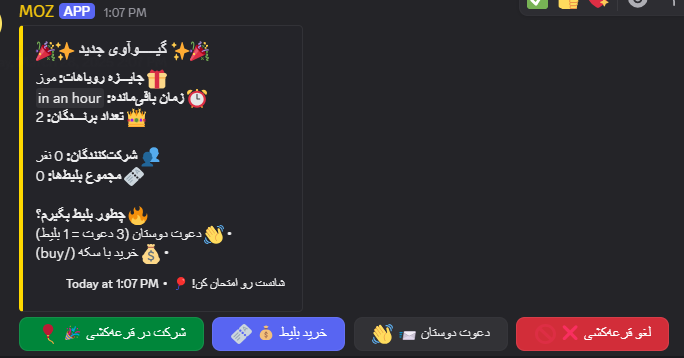 MOZ APP 1:07 PM
🎉✨ گیـــوآوی جدید ✨🎉
🎁 جایـــزه رویاهات: موز
⏰ زمان باقی‌مانده: in an hour
👑 تعداد برنـــدگان: 2
👥 شرکت‌کنندگان: 0 نفر
🎟️ مجموع بلیط‌ها: 0
🔥 چطور بلیط بگیرم؟
• 👋 دعوت دوستان (3 دعوت = 1 بلیط)
• 💰 خرید با سکه (/buy)
شانست رو امتحان کن! 🎈 • Today at 1:07 PM
شرکت در قرعه‌کشی 🎉 🎈
خرید بلیط 💰 🎟️
دعوت دوستان 📨 👋
لغو قرعه‌کشی ❌ 🚫